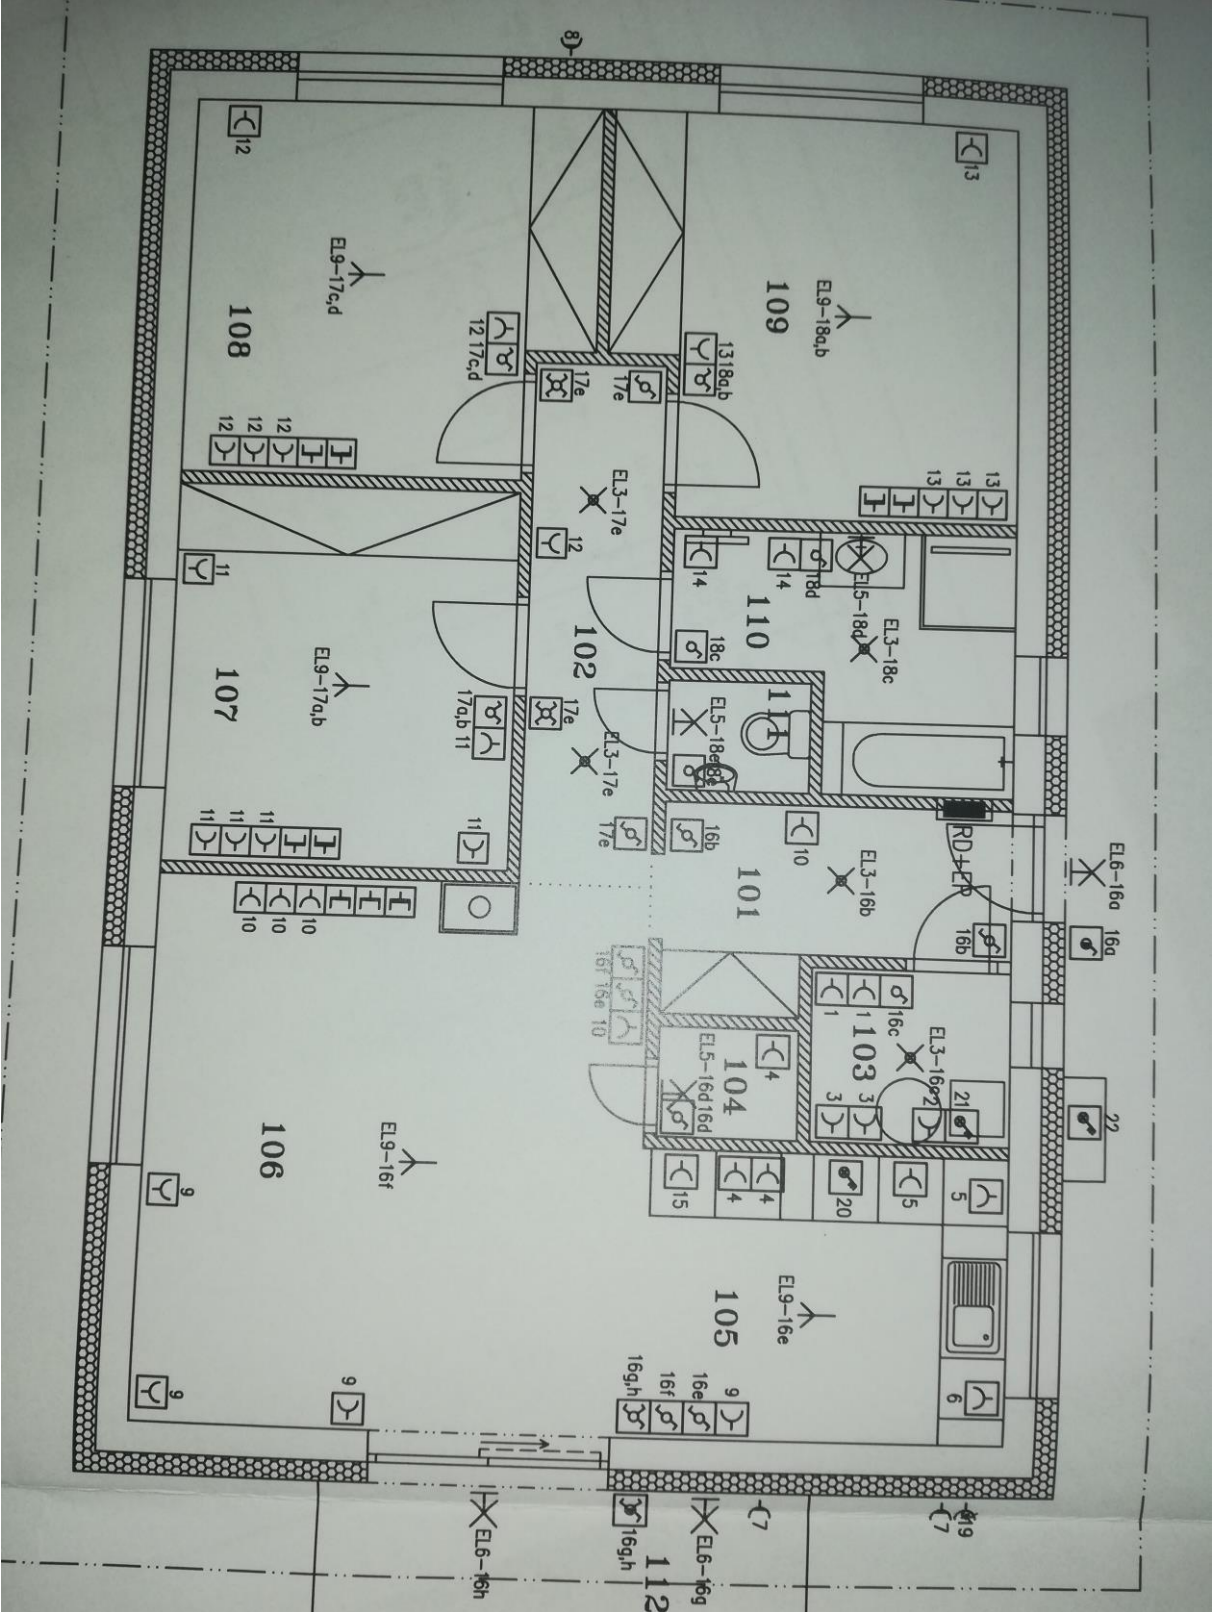 8)
12
13
EL9-17c,d
108
12 17c,d
17e
17e
13 18a,b
109
EL9-18a,b
12
12
12
13
13
13
EL3-17e
12
14
14
18d
EL5-18d
110
EL3-18c
18c
11
EL9-17a,b
107
102
17a,b 11
17e
EL3-17e
EL5-18e
111
18e
11
11
11
11
17e
16b
10
101
EL3-16b
RD+EP
16b
EL6-16a
16a
10
10
10
16f 16e 10
1
1
16c
103
EL3-16c
2
21
3
3
22
EL5-16d
16d
104
4
106
EL9-16f
15
4
4
20
5
5
9
105
EL9-16e
6
9
9
16g,h
16f
16e
9
EL6-16h
16g,h
112
EL6-16g
7
7
19